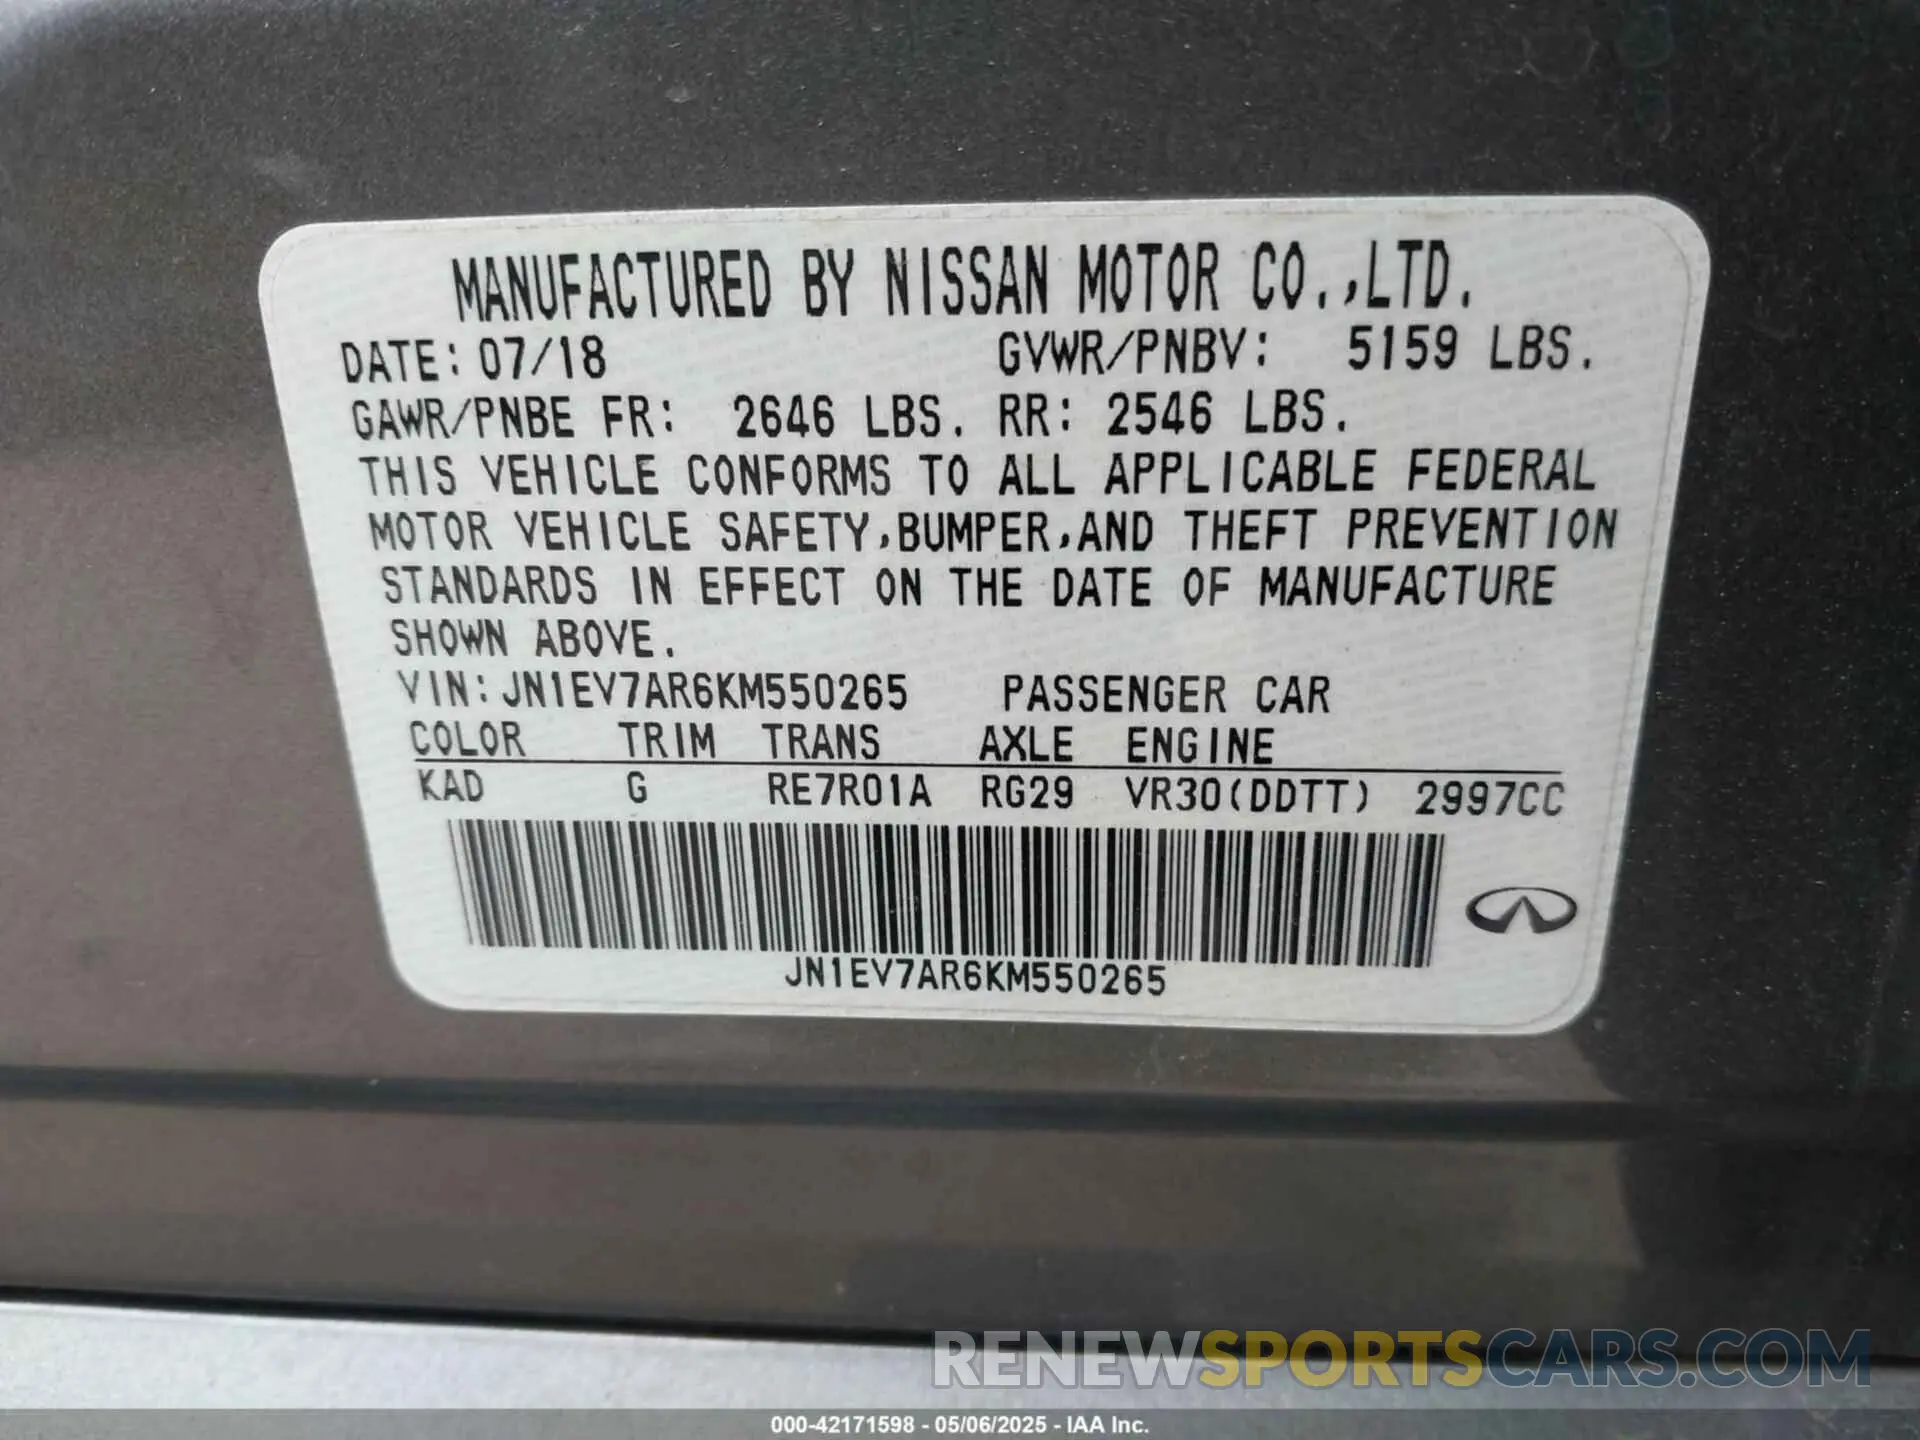 MANUFACTURED BY NISSAN MOTOR CO.,LTD.
DATE: 07/18 GVWR/PNBV: 5159 LBS.
GAWR/PNBE FR: 2646 LBS. RR: 2546 LBS.
THIS VEHICLE CONFORMS TO ALL APPLICABLE FEDERAL
MOTOR VEHICLE SAFETY,BUMPER,AND THEFT PREVENTION
STANDARDS IN EFFECT ON THE DATE OF MANUFACTURE
SHOWN ABOVE.
VIN: JN1EV7AR6KM550265 PASSENGER CAR
COLOR TRIM TRANS AXLE ENGINE
KAD G RE7R01A RG29 VR30(DDTT) 2997CC
JN1EV7AR6KM550265
RENEWSPORTSCARS.COM
000-42171598 - 05/06/2025 - IAA Inc.